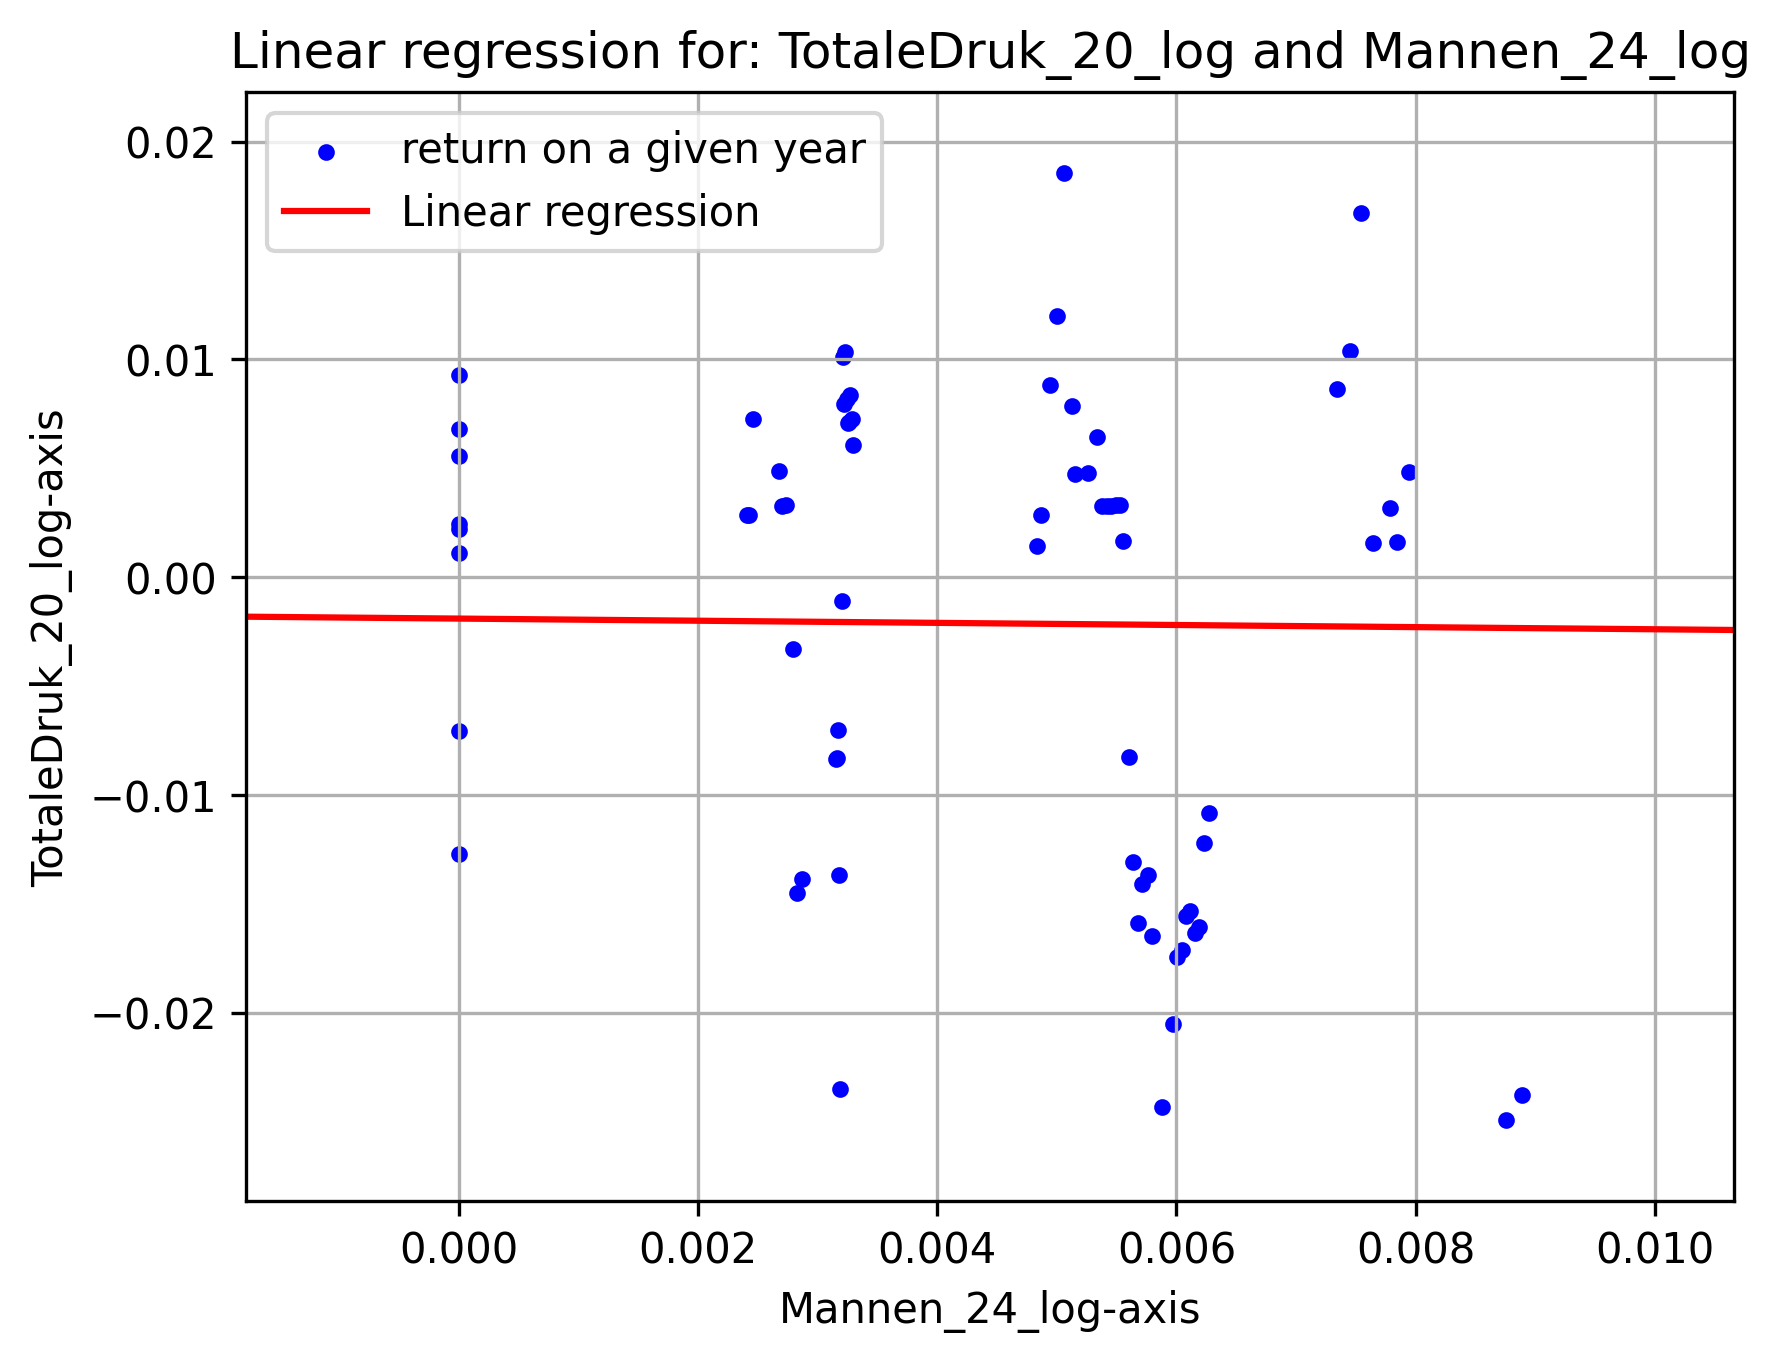 Linear regression for: TotaleDruk_20_log and Mannen_24_log
return on a given year
Linear regression
0.02
0.01
0.00
−0.01
−0.02
TotaleDruk_20_log-axis
0.000 0.002 0.004 0.006 0.008 0.010
Mannen_24_log-axis